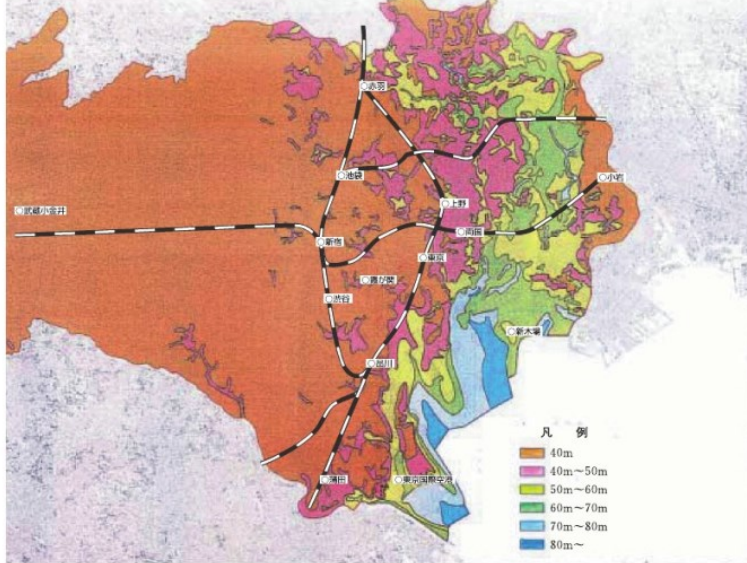 ○赤羽
○池袋
○小岩
○上野
○武蔵小金井
○両国
○新宿
○東京
○霞が関
○渋谷
○新木場
○品川
○蒲田
○東京国際空港
凡 例
40m
40m～50m
50m～60m
60m～70m
70m～80m
80m～